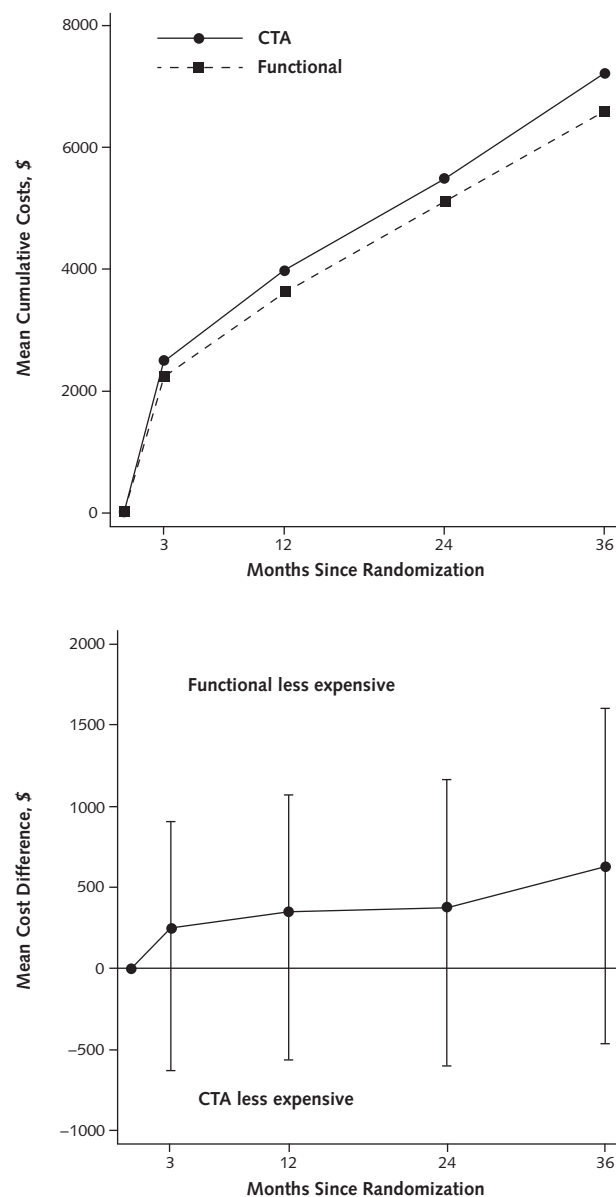 8000
CTA
Functional
6000
4000
2000
0
Mean Cumulative Costs, $
3 12 24 36
Months Since Randomization
2000
Functional less expensive
1500
1000
500
0
−500
CTA less expensive
−1000
Mean Cost Difference, $
3 12 24 36
Months Since Randomization